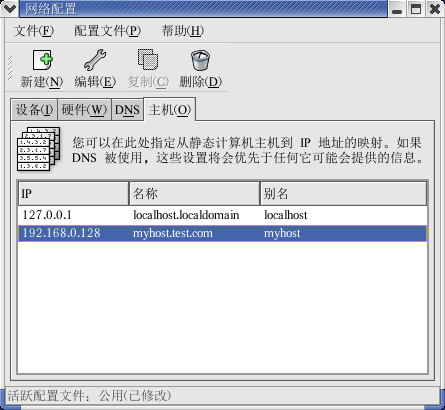 网络配置
文件(F) 配置文件(P) 帮助(H)
新建(N) 编辑(E) 复制(C) 删除(D)
设备(I) 硬件(W) DNS 主机(O)
您可以在此处指定从静态计算机主机到 IP 地址的映射。如果
DNS 被使用，这些设置将会优先于任何它可能会提供的信息。
IP 名称 别名
127.0.0.1 localhost.localdomain localhost
192.168.0.128 myhost.test.com myhost
活跃配置文件：公用(已修改)